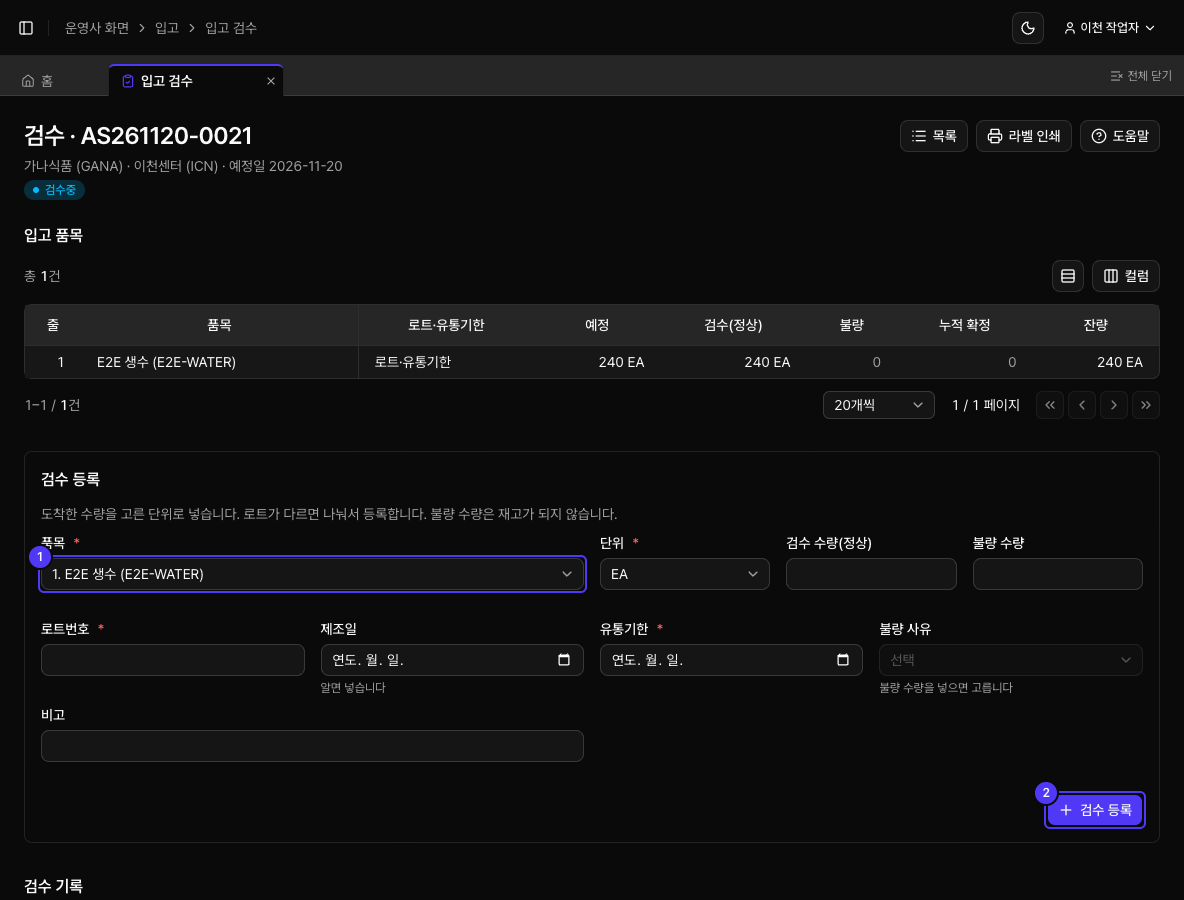 운영사 화면 > 입고 > 입고 검수
이천 작업자
홈
입고 검수
전체 닫기
검수 · AS261120-0021
목록
라벨 인쇄
도움말
가나식품 (GANA) · 이천센터 (ICN) · 예정일 2026-11-20
검수중
입고 품목
총 1건
컬럼
줄 품목 로트·유통기한 예정 검수(정상) 불량 누적 확정 잔량
1 E2E 생수 (E2E-WATER) 로트·유통기한 240 EA 240 EA 0 0 240 EA
1–1 / 1건
20개씩
1 / 1 페이지
검수 등록
도착한 수량을 고른 단위로 넣습니다. 로트가 다르면 나눠서 등록합니다. 불량 수량은 재고가 되지 않습니다.
품목 * 단위 * 검수 수량(정상) 불량 수량
1
1. E2E 생수 (E2E-WATER) EA
로트번호 * 제조일 유통기한 * 불량 사유
연도. 월. 일. 연도. 월. 일. 선택
알면 넣습니다 불량 수량을 넣으면 고릅니다
비고
2
+ 검수 등록
검수 기록